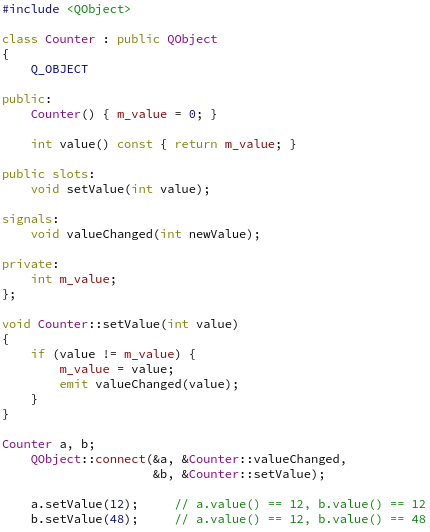 #include <QObject>

class Counter : public QObject
{
    Q_OBJECT

public:
    Counter() { m_value = 0; }

    int value() const { return m_value; }

public slots:
    void setValue(int value);

signals:
    void valueChanged(int newValue);

private:
    int m_value;
};

void Counter::setValue(int value)
{
    if (value != m_value) {
        m_value = value;
        emit valueChanged(value);
    }
}

Counter a, b;
    QObject::connect(&a, &Counter::valueChanged,
                     &b, &Counter::setValue);

    a.setValue(12);     // a.value() == 12, b.value() == 12
    b.setValue(48);     // a.value() == 12, b.value() == 48